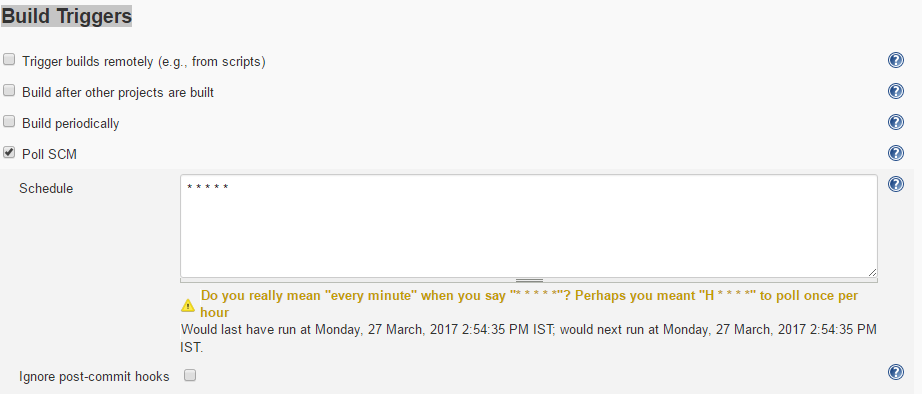 Build Triggers
Trigger builds remotely (e.g., from scripts)
Build after other projects are built
Build periodically
Poll SCM
Schedule
* * * * *
Do you really mean "every minute" when you say "* * * * *"? Perhaps you meant "H * * * *" to poll once per
hour
Would last have run at Monday, 27 March, 2017 2:54:35 PM IST; would next run at Monday, 27 March, 2017 2:54:35 PM
IST.
Ignore post-commit hooks